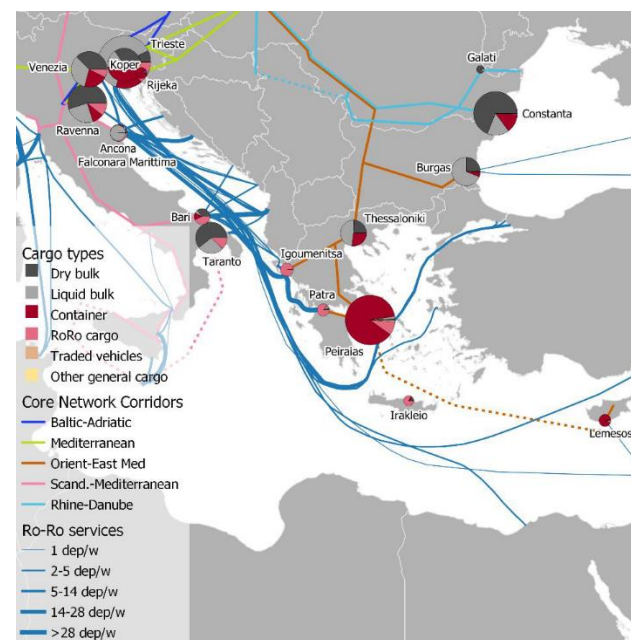 Trieste
Venezia
Koper
Rijeka
Galati
Constanta
Ravenna
Ancona
Falconara Marittima
Burgas
Bari
Thessaloniki
Igoumenitsa
Taranto
Patra
Peiraias
Irakleio
Lemesos
Cargo types
Dry bulk
Liquid bulk
Container
RoRo cargo
Traded vehicles
Other general cargo
Core Network Corridors
Baltic-Adriatic
Mediterranean
Orient-East Med
Scand.-Mediterranean
Rhine-Danube
Ro-Ro services
1 dep/w
2-5 dep/w
5-14 dep/w
14-28 dep/w
>28 dep/w